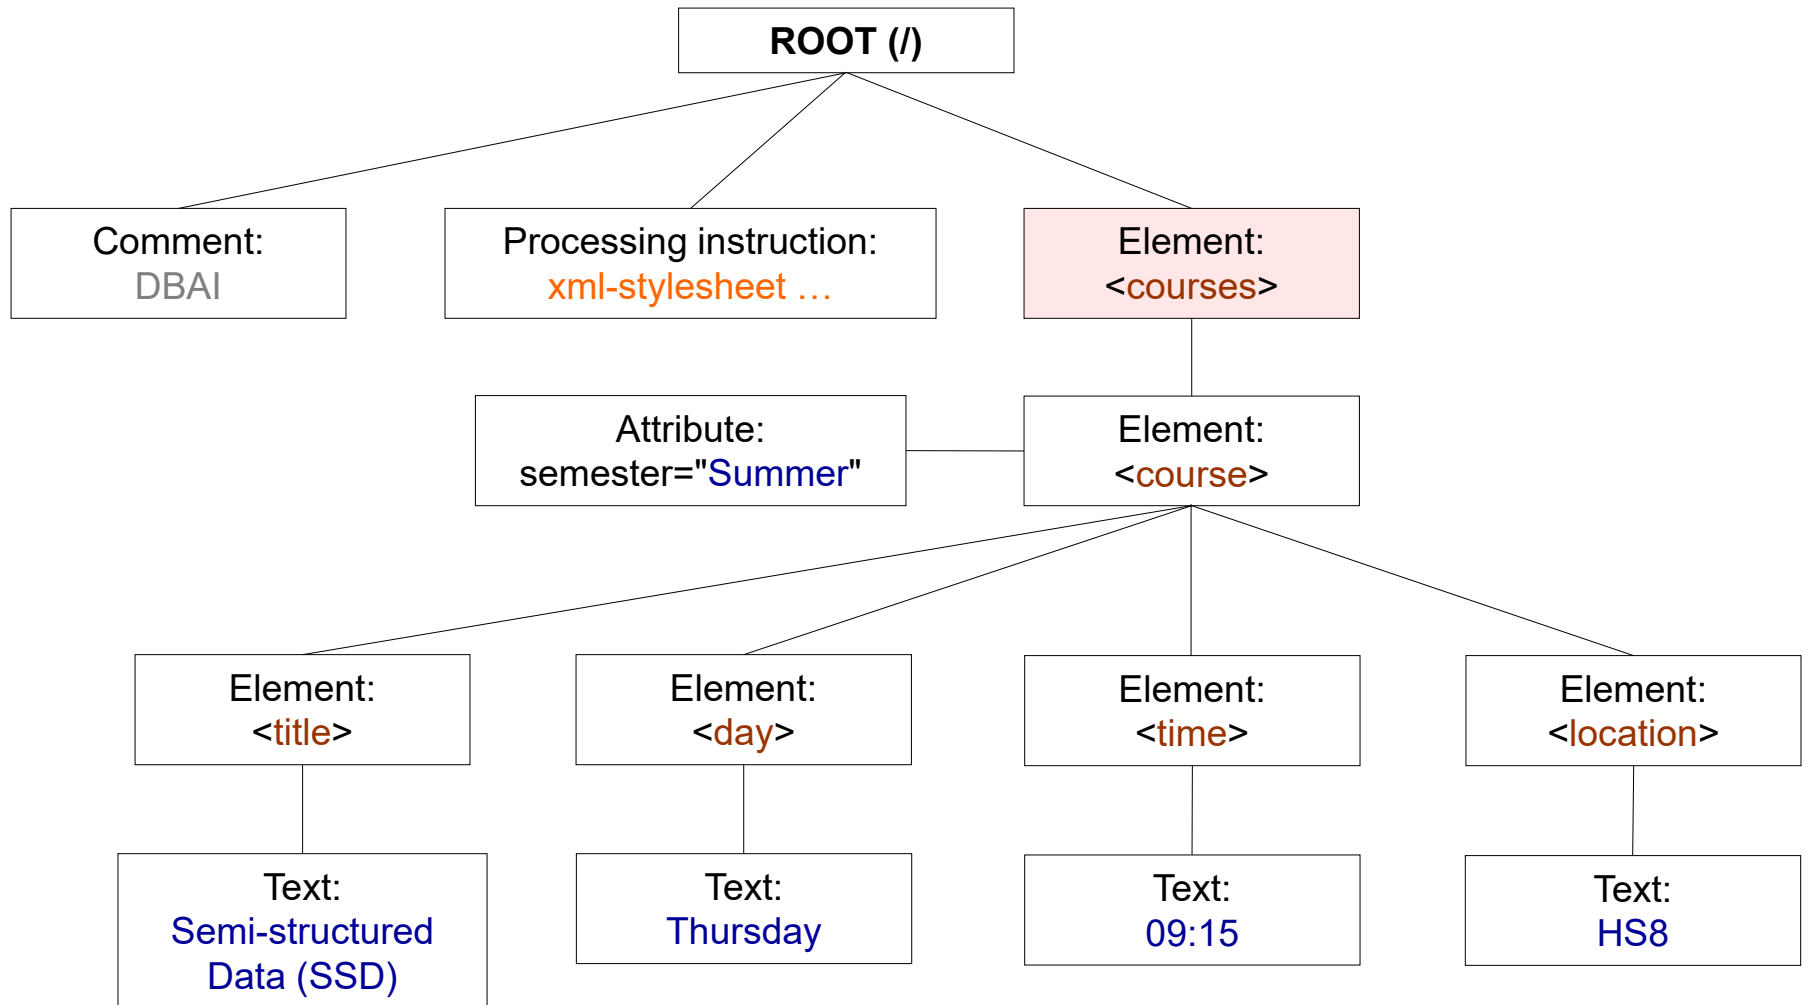 ROOT (/)
Comment:
DBAI
Processing instruction:
xml-stylesheet …
Element:
<courses>
Attribute:
semester="Summer"
Element:
<course>
Element:
<title>
Element:
<day>
Element:
<time>
Element:
<location>
Text:
Semi-structured
Data (SSD)
Text:
Thursday
Text:
09:15
Text:
HS8